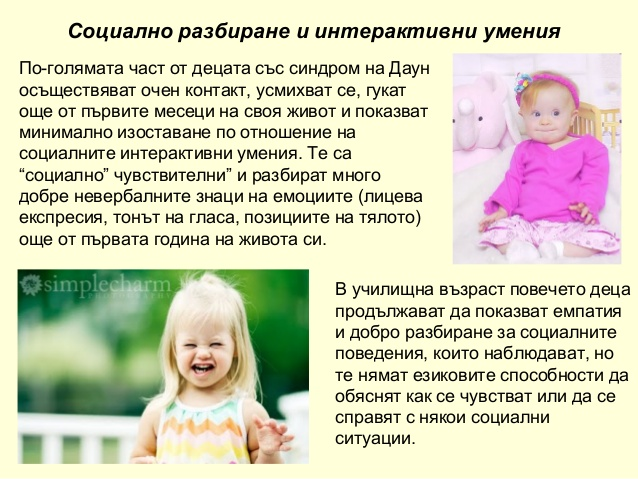 Социално разбиране и интерактивни умения
По-голямата част от децата със синдром на Даун
осъществяват очен контакт, усмихват се, гукат
още от първите месеци на своя живот и показват
минимално изоставане по отношение на
социалните интерактивни умения. Те са
“социално” чувствителни” и разбират много
добре невербалните знаци на емоциите (лицева
експресия, тонът на гласа, позициите на тялото)
още от първата година на живота си.
simplecharm
В училищна възраст повечето деца
продължават да показват емпатия
и добро разбиране за социалните
поведения, които наблюдават, но
те нямат езиковите способности да
обяснят как се чувстват или да се
справят с някои социални
ситуации.